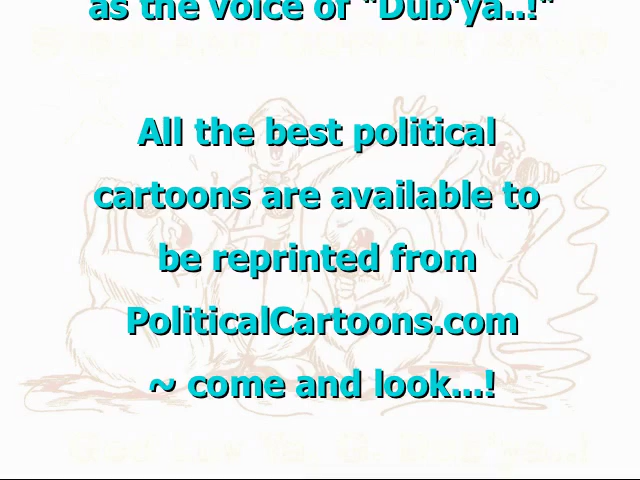 as the voice of "Dub'ya..!"
All the best political
cartoons are available to
be reprinted from
PoliticalCartoons.com
~ come and look...!